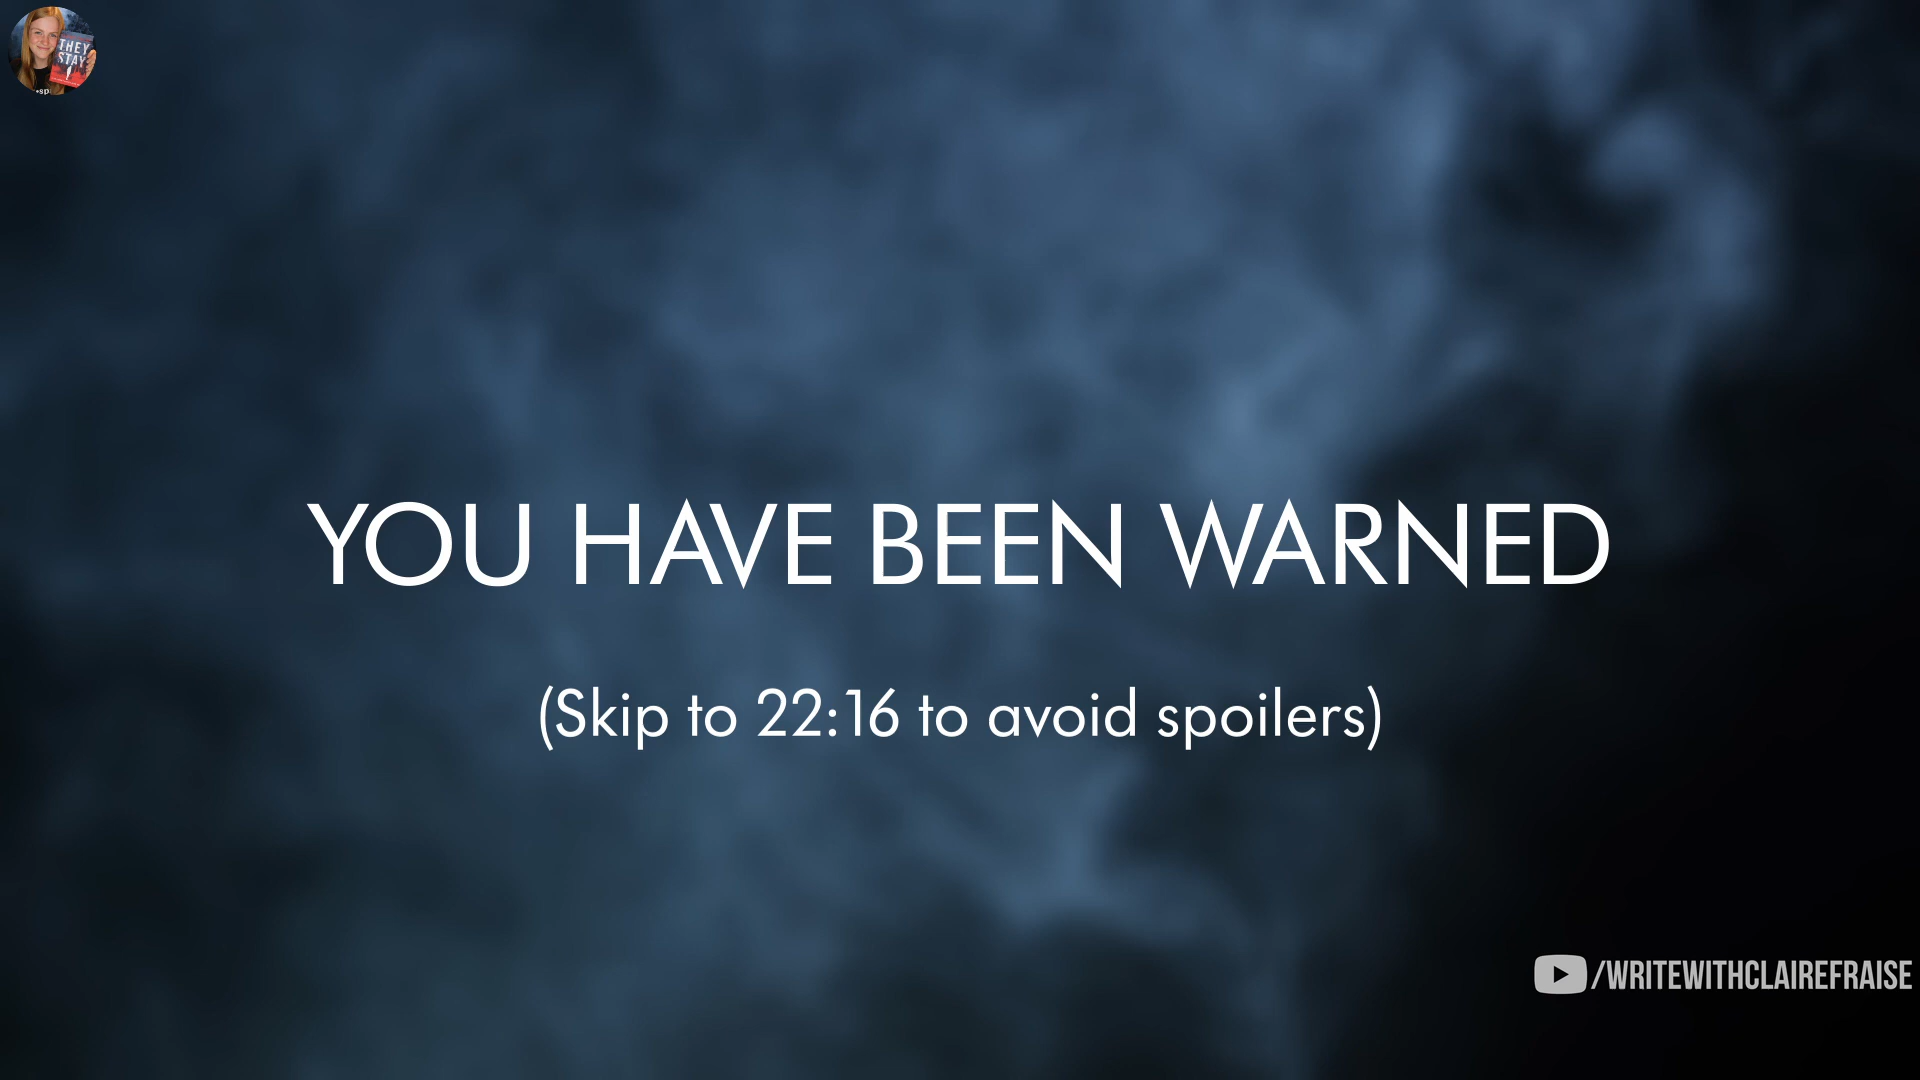 THEY
STAY
YOU HAVE BEEN WARNED
(Skip to 22:16 to avoid spoilers)
/WRITEWITHCLAIREFRAISE